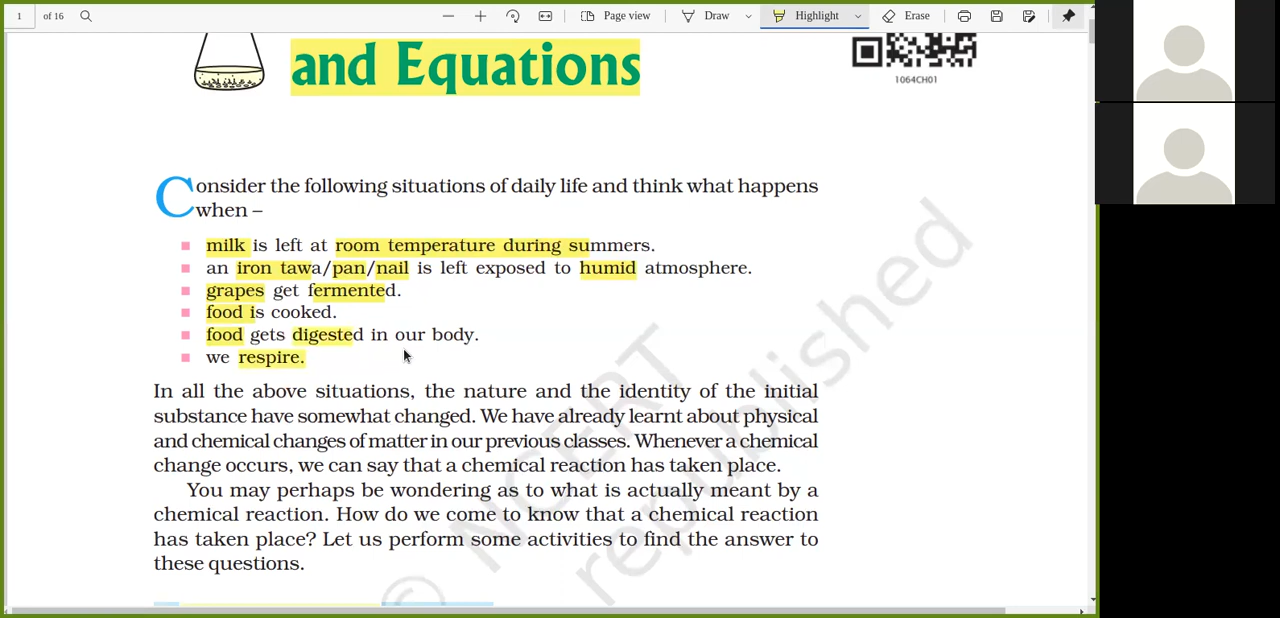 1 of 16 Page view Draw Highlight Erase
and Equations
1064CH01
Consider the following situations of daily life and think what happens
when –
milk is left at room temperature during summers.
an iron tawa/pan/nail is left exposed to humid atmosphere.
grapes get fermented.
food is cooked.
food gets digested in our body.
we respire.
In all the above situations, the nature and the identity of the initial
substance have somewhat changed. We have already learnt about physical
and chemical changes of matter in our previous classes. Whenever a chemical
change occurs, we can say that a chemical reaction has taken place.
You may perhaps be wondering as to what is actually meant by a
chemical reaction. How do we come to know that a chemical reaction
has taken place? Let us perform some activities to find the answer to
these questions.
© NCERT
republished